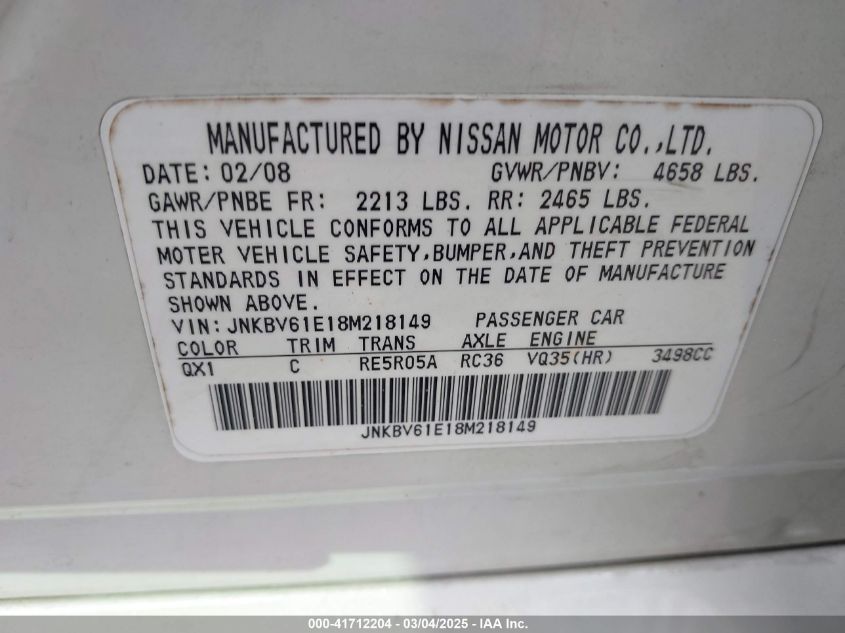 MANUFACTURED BY NISSAN MOTOR CO.,LTD.
DATE: 02/08 GVWR/PNBV: 4658 LBS.
GAWR/PNBE FR: 2213 LBS. RR: 2465 LBS.
THIS VEHICLE CONFORMS TO ALL APPLICABLE FEDERAL
MOTER VEHICLE SAFETY,BUMPER,AND THEFT PREVENTION
STANDARDS IN EFFECT ON THE DATE OF MANUFACTURE
SHOWN ABOVE.
VIN: JNKBV61E18M218149 PASSENGER CAR
COLOR TRIM TRANS AXLE ENGINE
QX1 C RE5R05A RC36 VQ35(HR) 3498CC
JNKBV61E18M218149
000-41712204 - 03/04/2025 - IAA Inc.